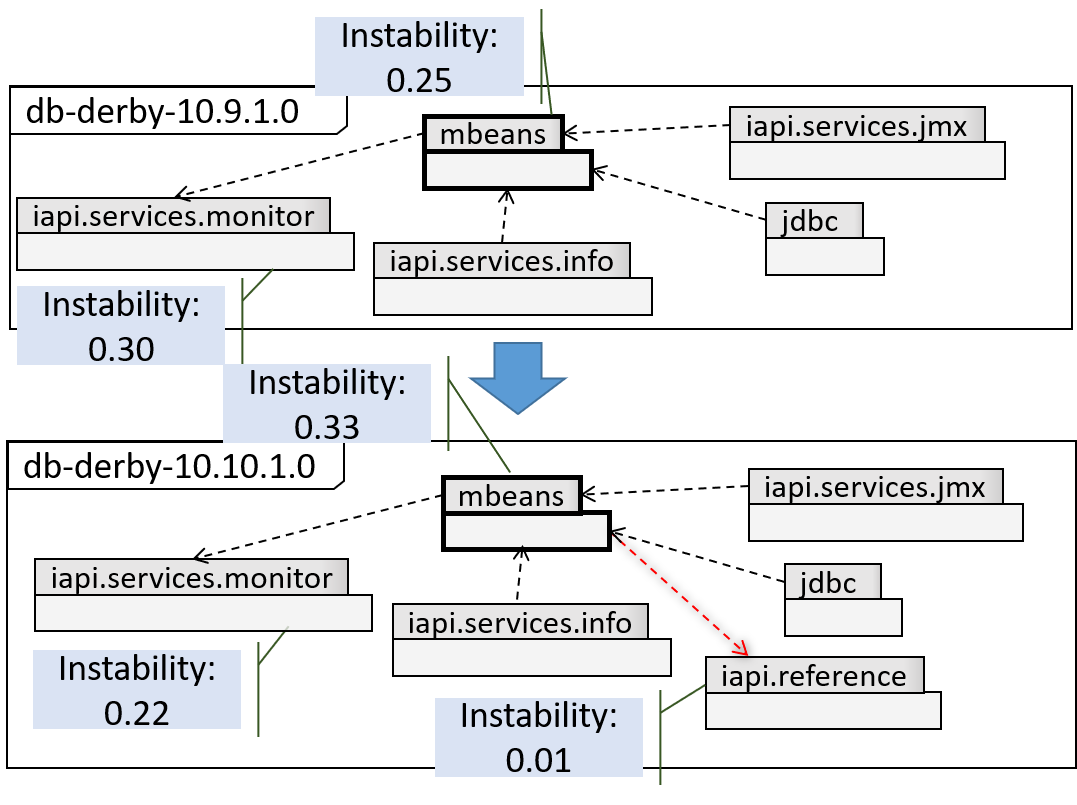 Instability:
0.25
db-derby-10.9.1.0
mbeans
iapi.services.jmx
iapi.services.monitor
jdbc
iapi.services.info
Instability:
0.30
Instability:
0.33
db-derby-10.10.1.0
mbeans
iapi.services.jmx
iapi.services.monitor
jdbc
iapi.services.info
iapi.reference
Instability:
0.22
Instability:
0.01